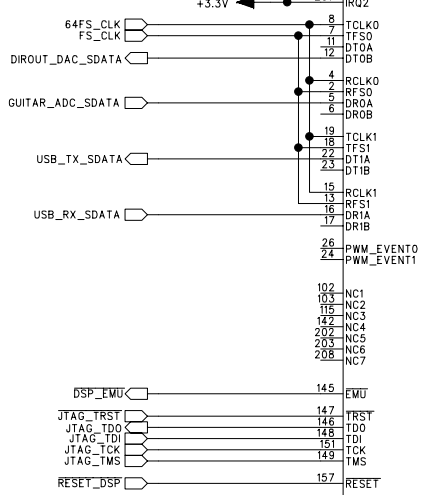 +3.3V IRQ2
64FS_CLK 8 TCLK0
FS_CLK 7 TFS0
11 DT0A
DIROUT_DAC_SDATA 12 DT0B
4 RCLK0
2 RFS0
GUITAR_ADC_SDATA 5 DR0A
6 DR0B
19 TCLK1
18 TFS1
USB_TX_SDATA 22 DT1A
23 DT1B
15 RCLK1
13 RFS1
USB_RX_SDATA 16 DR1A
17 DR1B
26 PWM_EVENT0
24 PWM_EVENT1
102 NC1
103 NC2
115 NC3
142 NC4
202 NC5
203 NC6
208 NC7
DSP_EMU 145 EMU
JTAG_TRST 147 TRST
JTAG_TDO 146 TDO
JTAG_TDI 148 TDI
JTAG_TCK 151 TCK
JTAG_TMS 149 TMS
RESET_DSP 157 RESET